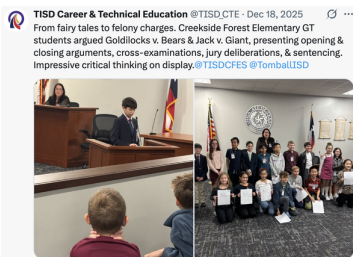 TISD Career & Technical Education @TISD_CTE · Dec 18, 2025
From fairy tales to felony charges. Creekside Forest Elementary GT
students argued Goldilocks v. Bears & Jack v. Giant, presenting opening &
closing arguments, cross-examinations, jury deliberations, & sentencing.
Impressive critical thinking on display.@TISDCFES @TomballISD